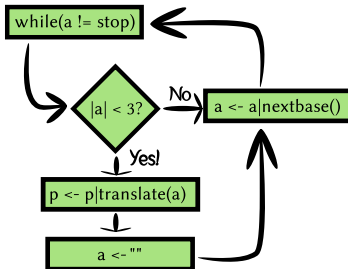 while(a != stop)
|a| < 3?
No
a <- a|nextbase()
Yes!
p <- p|translate(a)
a <-""